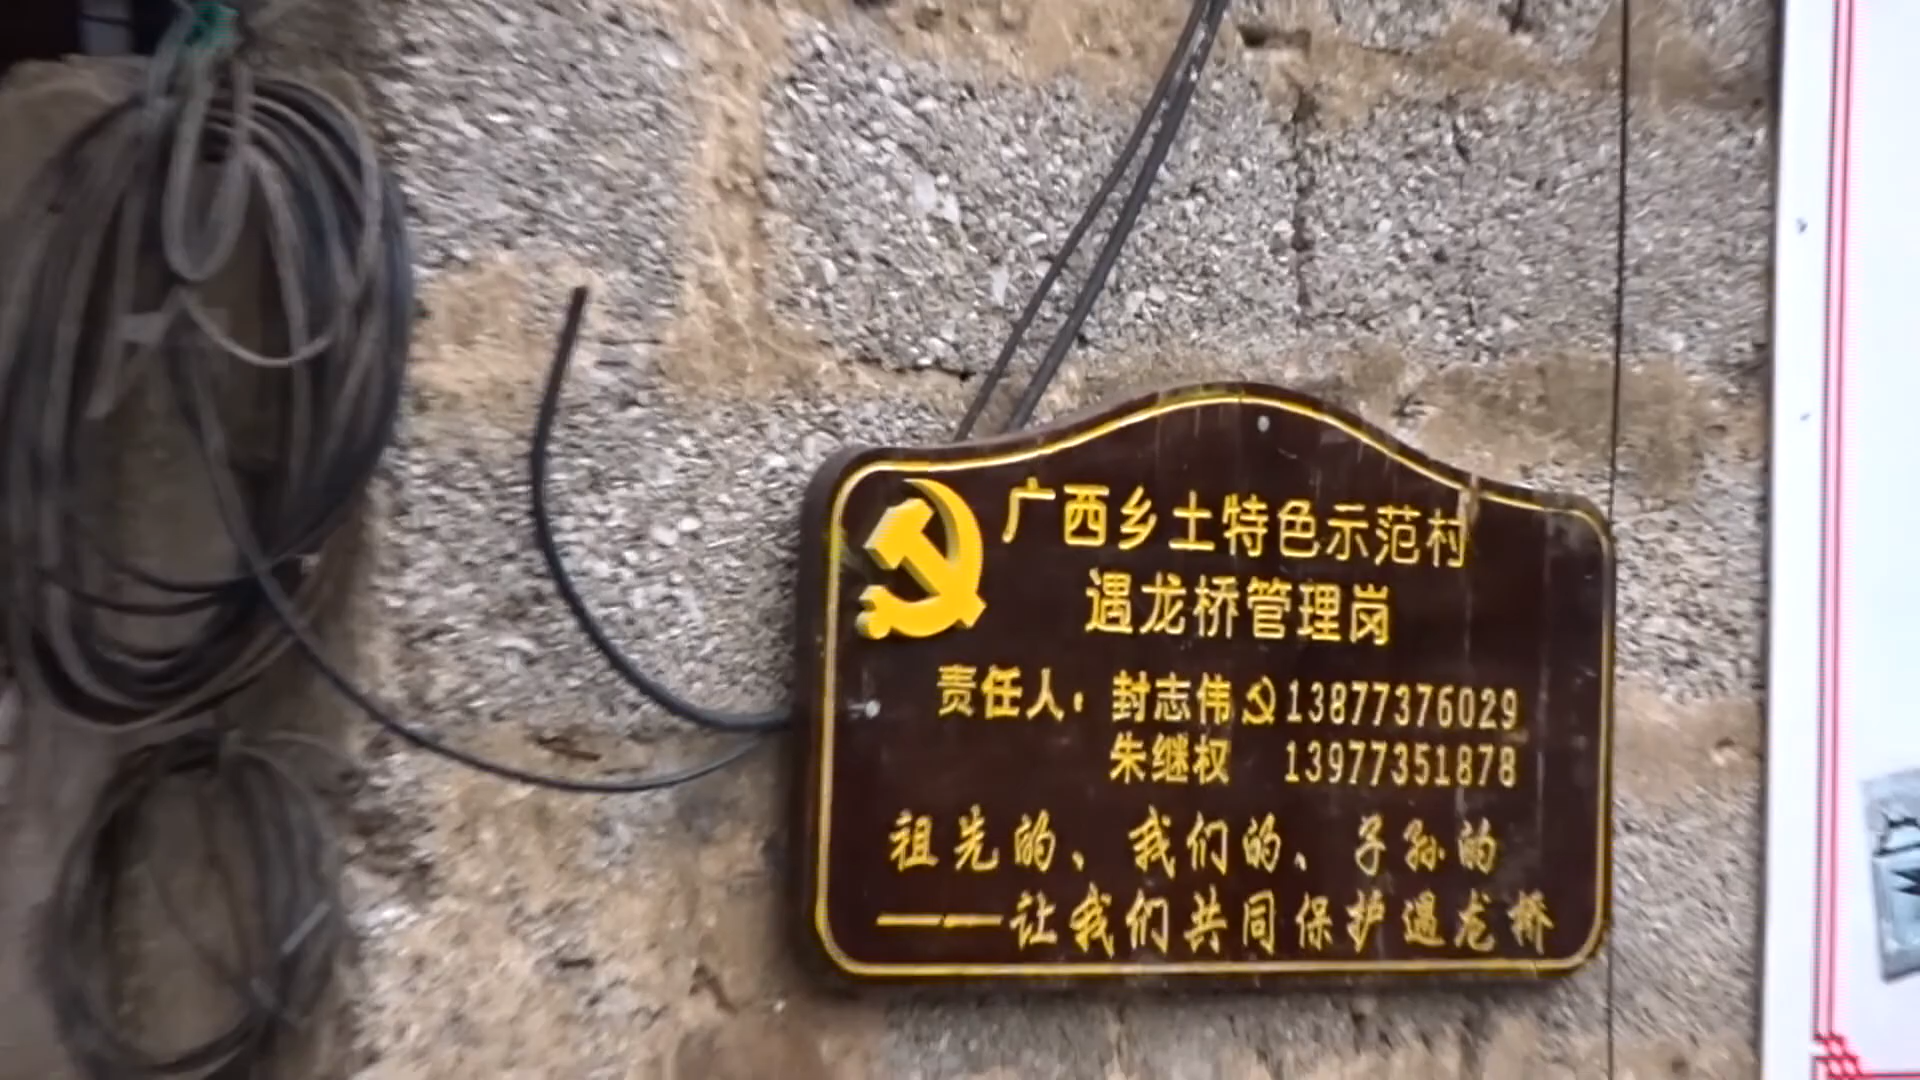 广西乡土特色示范村
遇龙桥管理岗
责任人：封志伟 13877376029
朱继权 13977351878
祖先的、我们的、子孙的
——让我们共同保护遇龙桥